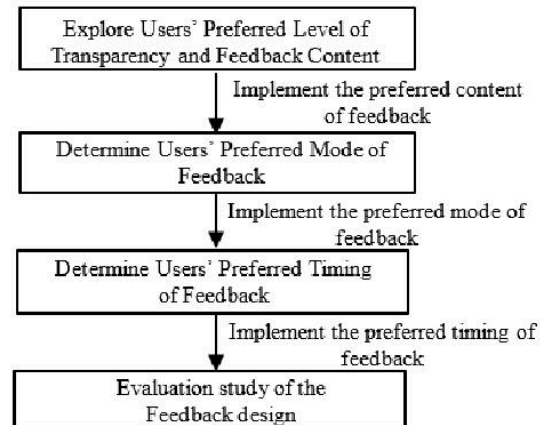 Explore Users' Preferred Level of
Transparency and Feedback Content
Implement the preferred content
of feedback
Determine Users' Preferred Mode of
Feedback
Implement the preferred mode of
feedback
Determine Users' Preferred Timing
of Feedback
Implement the preferred timing of
feedback
Evaluation study of the
Feedback design